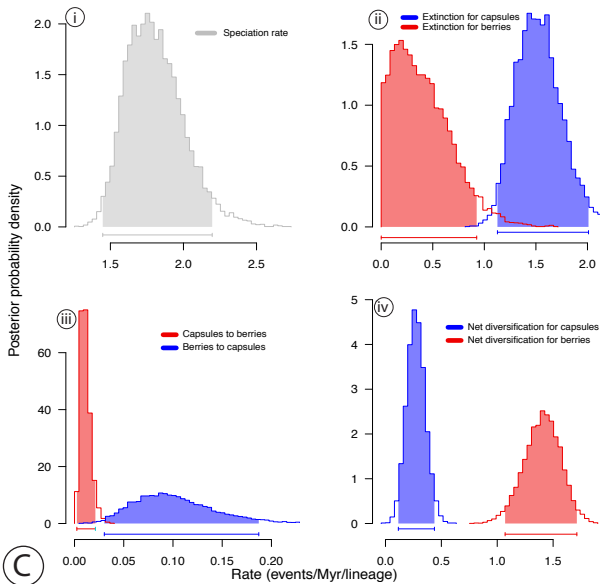 i
Speciation rate
2.0
1.5
1.0
0.5
0.0
1.5 2.0 2.5
ii
Extinction for capsules
Extinction for berries
1.5
1.0
0.5
0.0
0.0 0.5 1.0 1.5 2.0
Posterior probability density
iii
Capsules to berries
Berries to capsules
60
40
20
0
0.00 0.05 0.10 0.15 0.20
iv
Net diversification for capsules
Net diversification for berries
5
4
3
2
1
0
0.0 0.5 1.0 1.5
C
Rate (events/Myr/lineage)